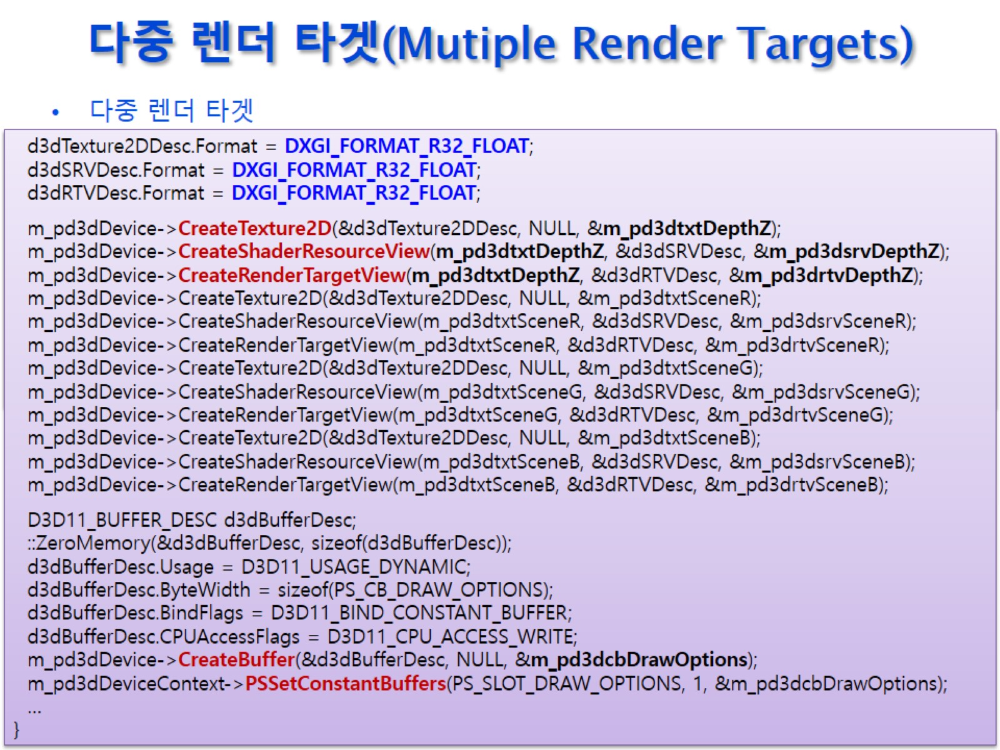 다중 렌더 타겟(Mutiple Render Targets)
• 다중 렌더 타겟
d3dTexture2DDesc.Format = DXGI_FORMAT_R32_FLOAT;
d3dSRVDesc.Format = DXGI_FORMAT_R32_FLOAT;
d3dRTVDesc.Format = DXGI_FORMAT_R32_FLOAT;
m_pd3dDevice->CreateTexture2D(&d3dTexture2DDesc, NULL, &m_pd3dtxtDepthZ);
m_pd3dDevice->CreateShaderResourceView(m_pd3dtxtDepthZ, &d3dSRVDesc, &m_pd3dsrvDepthZ);
m_pd3dDevice->CreateRenderTargetView(m_pd3dtxtDepthZ, &d3dRTVDesc, &m_pd3drtvDepthZ);
m_pd3dDevice->CreateTexture2D(&d3dTexture2DDesc, NULL, &m_pd3dtxtSceneR);
m_pd3dDevice->CreateShaderResourceView(m_pd3dtxtSceneR, &d3dSRVDesc, &m_pd3dsrvSceneR);
m_pd3dDevice->CreateRenderTargetView(m_pd3dtxtSceneR, &d3dRTVDesc, &m_pd3drtvSceneR);
m_pd3dDevice->CreateTexture2D(&d3dTexture2DDesc, NULL, &m_pd3dtxtSceneG);
m_pd3dDevice->CreateShaderResourceView(m_pd3dtxtSceneG, &d3dSRVDesc, &m_pd3dsrvSceneG);
m_pd3dDevice->CreateRenderTargetView(m_pd3dtxtSceneG, &d3dRTVDesc, &m_pd3drtvSceneG);
m_pd3dDevice->CreateTexture2D(&d3dTexture2DDesc, NULL, &m_pd3dtxtSceneB);
m_pd3dDevice->CreateShaderResourceView(m_pd3dtxtSceneB, &d3dSRVDesc, &m_pd3dsrvSceneB);
m_pd3dDevice->CreateRenderTargetView(m_pd3dtxtSceneB, &d3dRTVDesc, &m_pd3drtvSceneB);
D3D11_BUFFER_DESC d3dBufferDesc;
::ZeroMemory(&d3dBufferDesc, sizeof(d3dBufferDesc));
d3dBufferDesc.Usage = D3D11_USAGE_DYNAMIC;
d3dBufferDesc.ByteWidth = sizeof(PS_CB_DRAW_OPTIONS);
d3dBufferDesc.BindFlags = D3D11_BIND_CONSTANT_BUFFER;
d3dBufferDesc.CPUAccessFlags = D3D11_CPU_ACCESS_WRITE;
m_pd3dDevice->CreateBuffer(&d3dBufferDesc, NULL, &m_pd3dcbDrawOptions);
m_pd3dDeviceContext->PSSetConstantBuffers(PS_SLOT_DRAW_OPTIONS, 1, &m_pd3dcbDrawOptions);
...
}